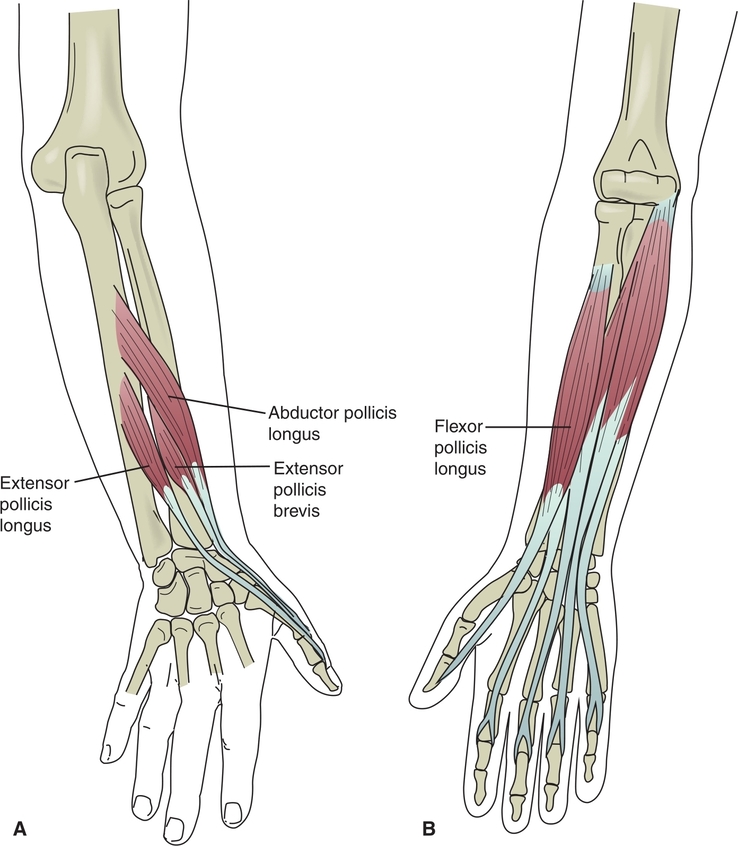 Abductor pollicis
longus
Extensor
pollicis
longus
Extensor
pollicis
brevis
Flexor
pollicis
longus
A
B